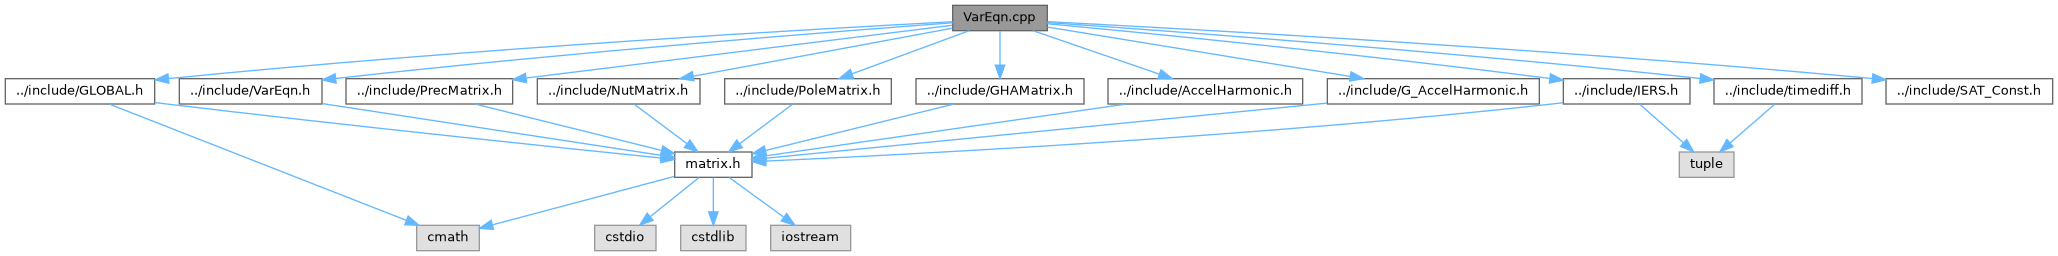 VarEqn.cpp
../include/GLOBAL.h
../include/VarEqn.h
../include/PrecMatrix.h
../include/NutMatrix.h
../include/PoleMatrix.h
../include/GHAMatrix.h
../include/AccelHarmonic.h
../include/G_AccelHarmonic.h
../include/IERS.h
../include/timediff.h
../include/SAT_Const.h
matrix.h
tuple
cmath
cstdio
cstdlib
iostream